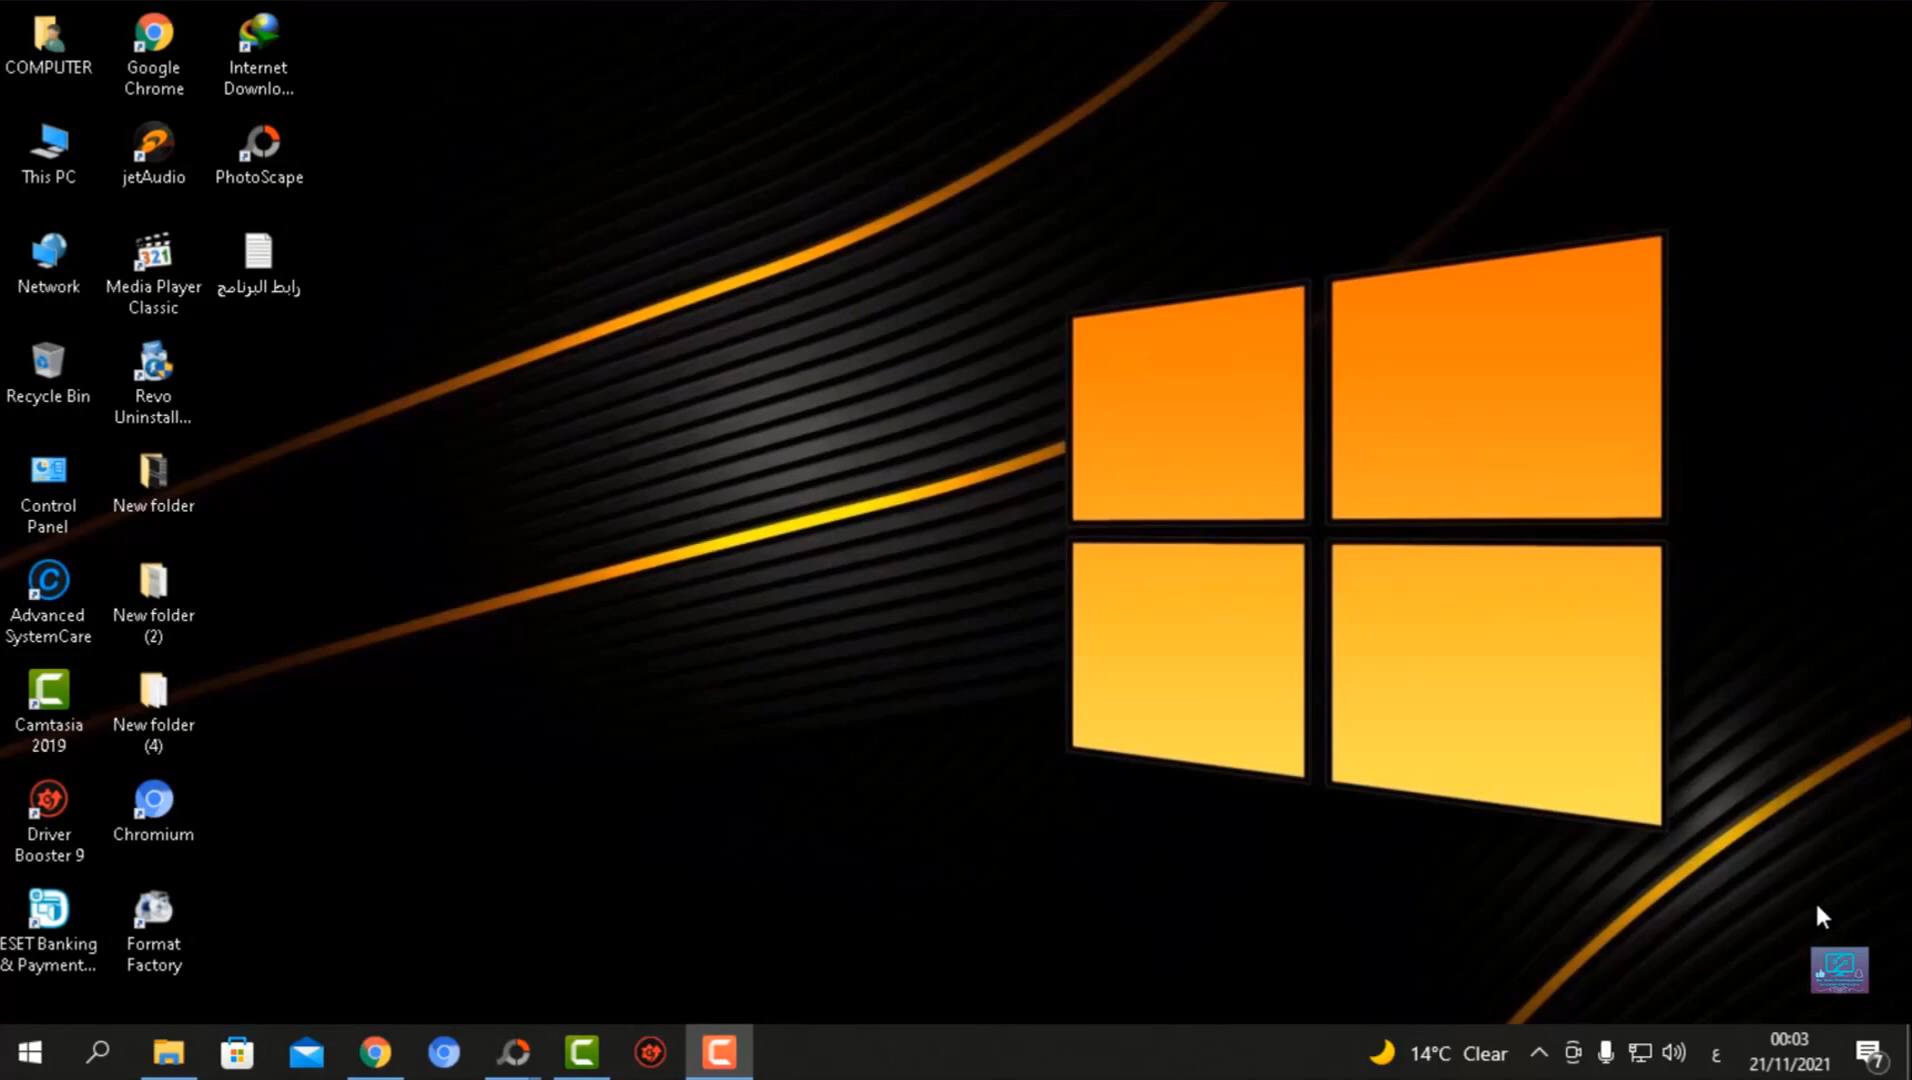 COMPUTER
Google
Chrome
Internet
Downlo...
This PC
jetAudio
PhotoScape
Network
Media Player
Classic
321
رابط البرنامج
Recycle Bin
Revo
Uninstall...
Control
Panel
New folder
Advanced
SystemCare
New folder
(2)
Camtasia
2019
New folder
(4)
Driver
Booster 9
Chromium
ESET Banking
& Payment...
Format
Factory
14°C Clear
ع
00:03
21/11/2021
7